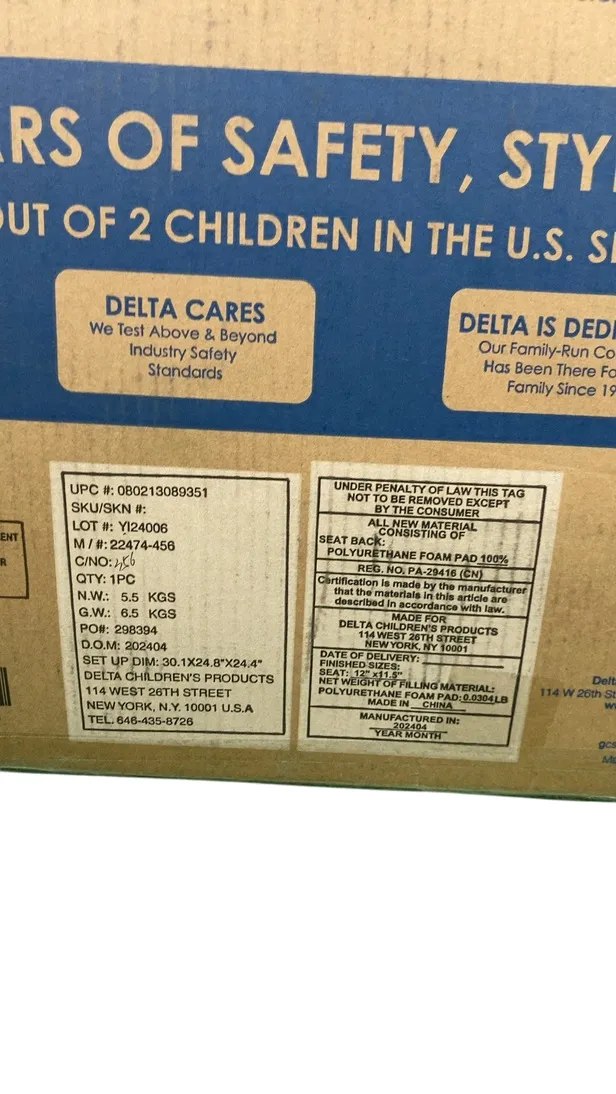 RS OF SAFETY, STY
OUT OF 2 CHILDREN IN THE U.S.
DELTA CARES
We Test Above & Beyond
Industry Safety
Standards
DELTA IS DEDI
Our Family-Run Co
Has Been There Fo
Family Since 19
ENT
R
UPC #: 080213089351
SKU/SKN #:
LOT #: YI24006
M / #: 22474-456
C/NO: 456
QTY: 1PC
N.W.: 5.5 KGS
G.W.: 6.5 KGS
PO#: 298394
D.O.M: 202404
SET UP DIM: 30.1X24.8"X24.4"
DELTA CHILDREN'S PRODUCTS
114 WEST 26TH STREET
NEW YORK, N.Y. 10001 U.S.A
TEL. 646-435-8726
UNDER PENALTY OF LAW THIS TAG
NOT TO BE REMOVED EXCEPT
BY THE CONSUMER
ALL NEW MATERIAL
CONSISTING OF
SEAT BACK:
POLYURETHANE FOAM PAD 100%
REG. NO. PA-29416 (CN)
Certification is made by the manufacturer
that the materials in this article are
described in accordance with law.
MADE FOR
DELTA CHILDREN'S PRODUCTS
114 WEST 26TH STREET
NEW YORK, NY 10001
DATE OF DELIVERY:
FINISHED SIZES:
SEAT: 12" x11.5"
NET WEIGHT OF FILLING MATERIAL:
POLYURETHANE FOAM PAD: 0.0304LB
MADE IN CHINA
MANUFACTURED IN:
202404
YEAR MONTH
Delt
114 W 26th St
w
gcs